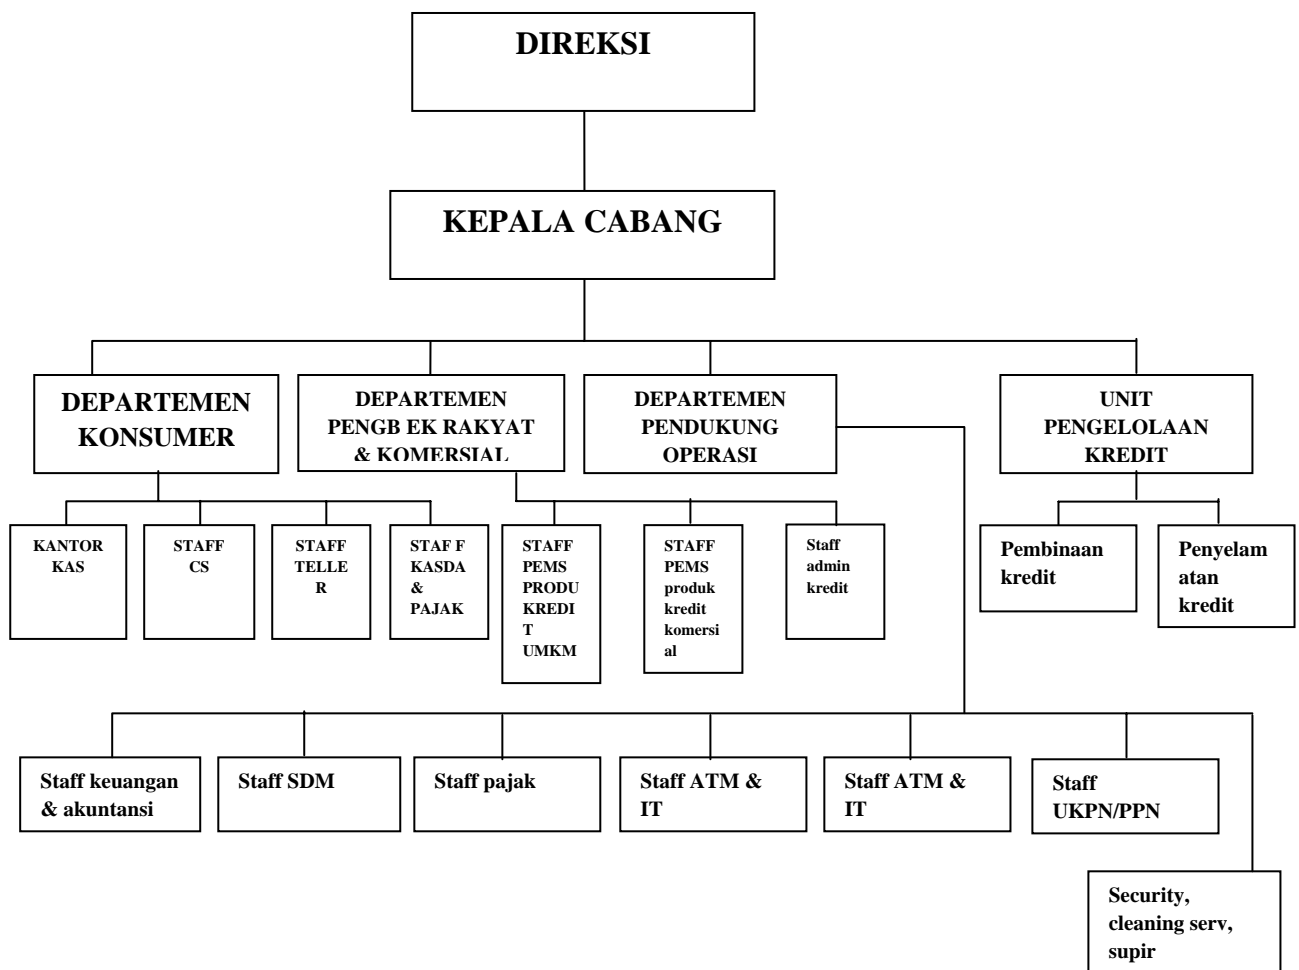 DIREKSI
KEPALA CABANG
DEPARTEMEN
KONSUMER
DEPARTEMEN
PENGB EK RAKYAT
& KOMERSIAL
DEPARTEMEN
PENDUKUNG
OPERASI
UNIT
PENGELOLAAN
KREDIT
KANTOR
KAS
STAFF
CS
STAFF
TELLE
R
STAF F
KASDA
&
PAJAK
STAFF
PEMS
PRODU
KREDI
T
UMKM
STAFF
PEMS
produk
kredit
komersi
al
Staff
admin
kredit
Pembinaan
kredit
Penyelam
atan
kredit
Staff keuangan
& akuntansi
Staff SDM
Staff pajak
Staff ATM &
IT
Staff ATM &
IT
Staff
UKPN/PPN
Security,
cleaning serv,
supir